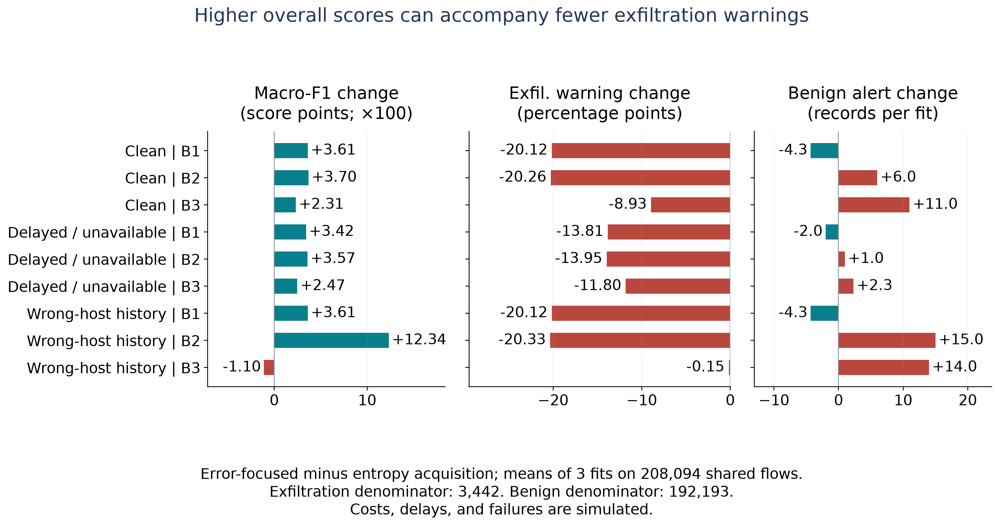 Higher overall scores can accompany fewer exfiltration warnings
Macro-F1 change
(score points; ×100)
Exfil. warning change
(percentage points)
Benign alert change
(records per fit)
Clean | B1
+3.61
-20.12
-4.3
Clean | B2
+3.70
-20.26
+6.0
Clean | B3
+2.31
-8.93
+11.0
Delayed / unavailable | B1
+3.42
-13.81
-2.0
Delayed / unavailable | B2
+3.57
-13.95
+1.0
Delayed / unavailable | B3
+2.47
-11.80
+2.3
Wrong-host history | B1
+3.61
-20.12
-4.3
Wrong-host history | B2
+12.34
-20.33
+15.0
Wrong-host history | B3
-1.10
-0.15
+14.0
0 10
−20 −10 0
−10 0 10 20
Error-focused minus entropy acquisition; means of 3 fits on 208,094 shared flows.
Exfiltration denominator: 3,442. Benign denominator: 192,193.
Costs, delays, and failures are simulated.